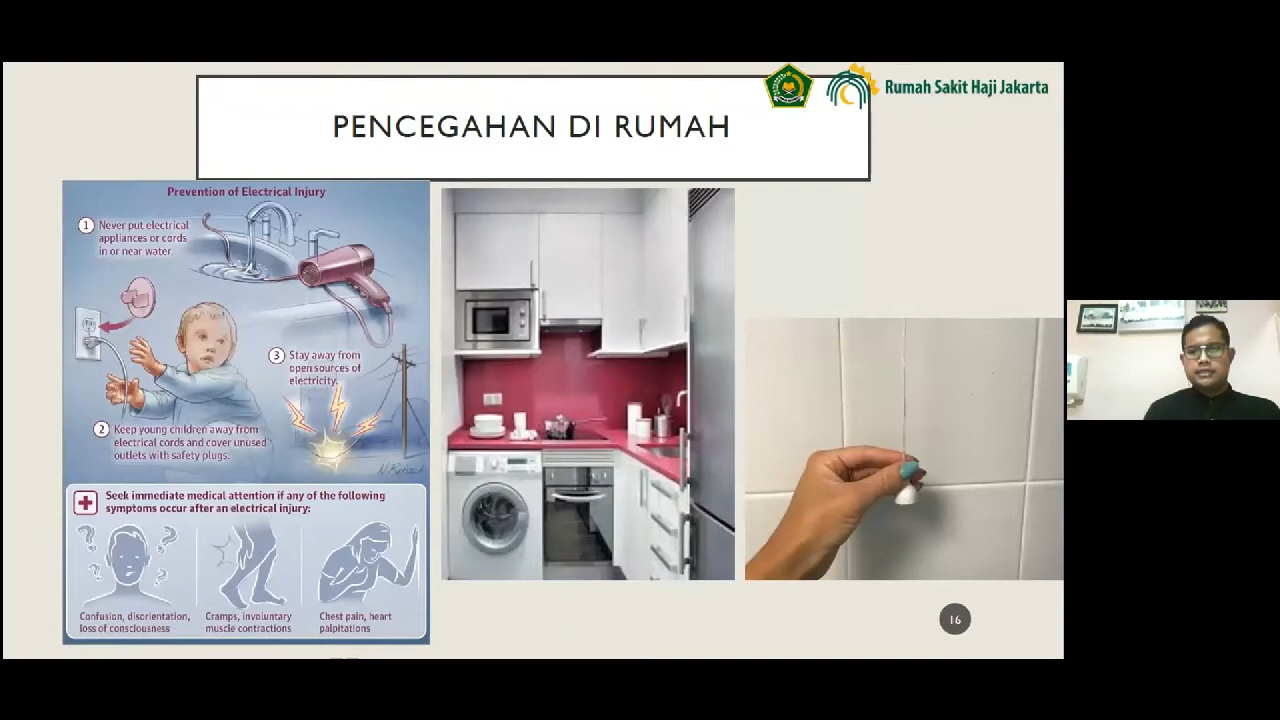 PENCEGAHAN DI RUMAH
Rumah Sakit Haji Jakarta
Prevention of Electrical Injury
1 Never put electrical
appliances or cords
in or near water.
3 Stay away from
open sources of
electricity.
2 Keep young children away from
electrical cords and cover unused
outlets with safety plugs.
Seek immediate medical attention if any of the following
symptoms occur after an electrical injury:
Confusion, disorientation,
loss of consciousness
Cramps, involuntary
muscle contractions
Chest pain, heart
palpitations
16